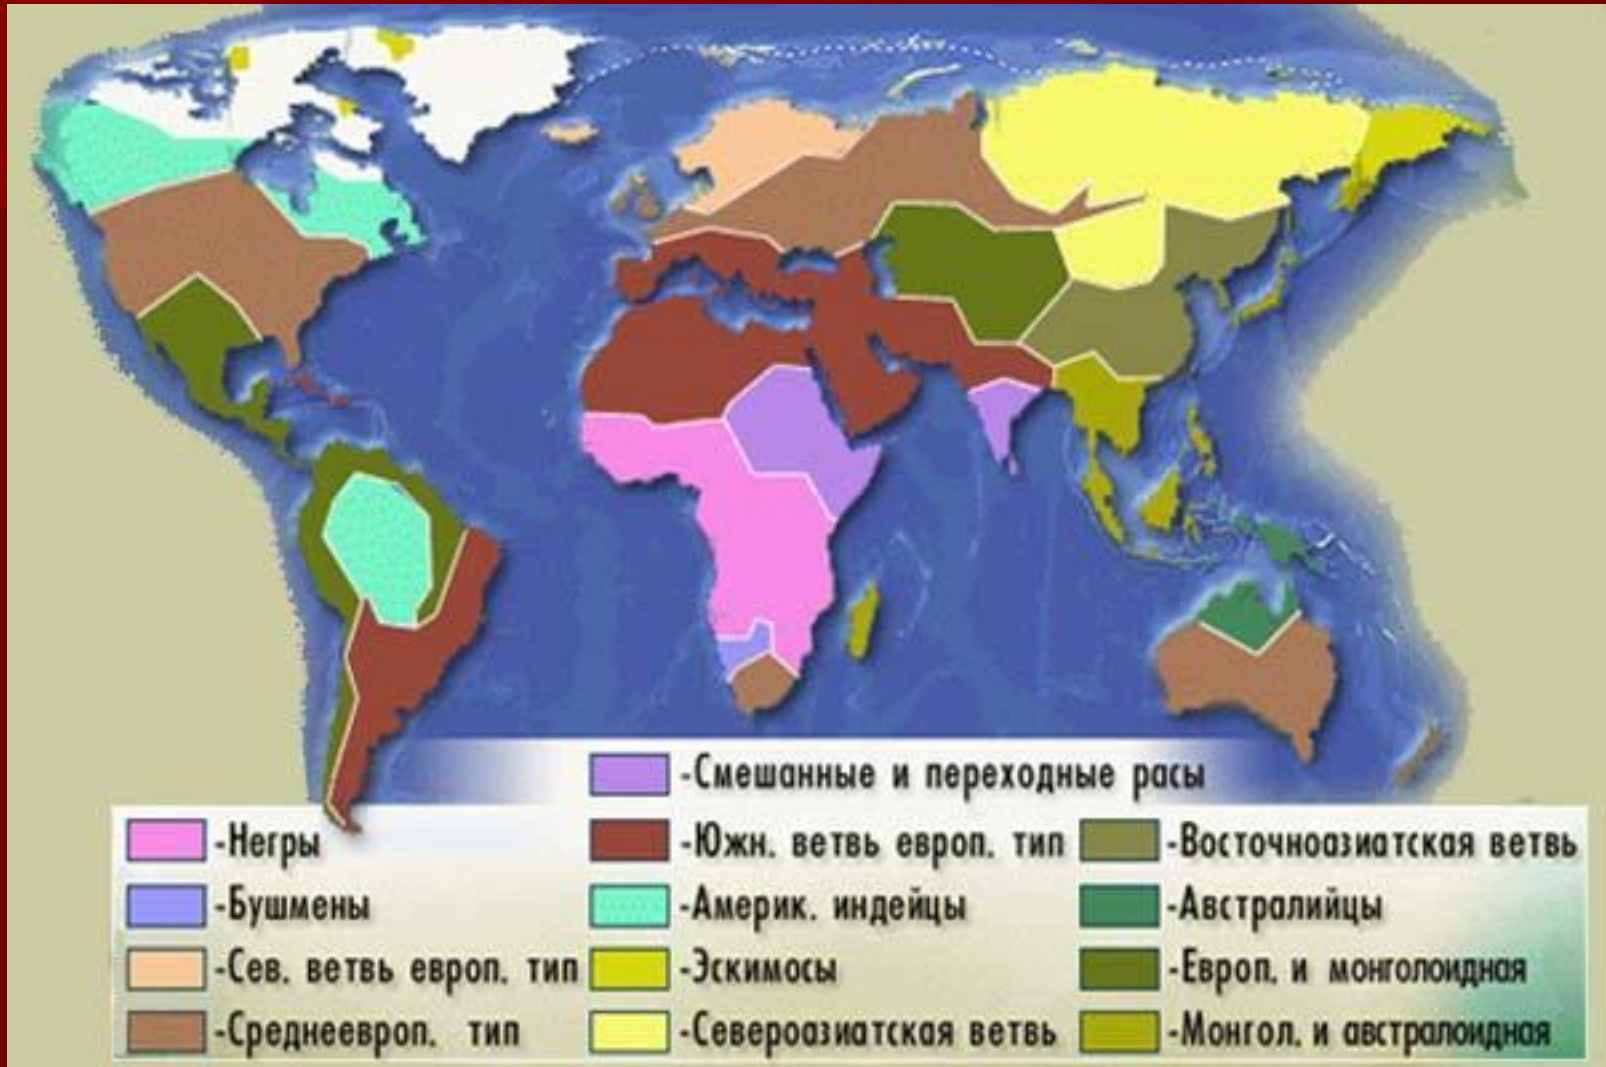 -Смешанные и переходные расы
-Негры
-Южн. ветвь европ. тип
-Восточноазиатская ветвь
-Бушмены
-Америк. индейцы
-Австралийцы
-Сев. ветвь европ. тип
-Эскимосы
-Европ. и монголоидная
-Среднеевроп. тип
-Североазиатская ветвь
-Монгол. и австралоидная